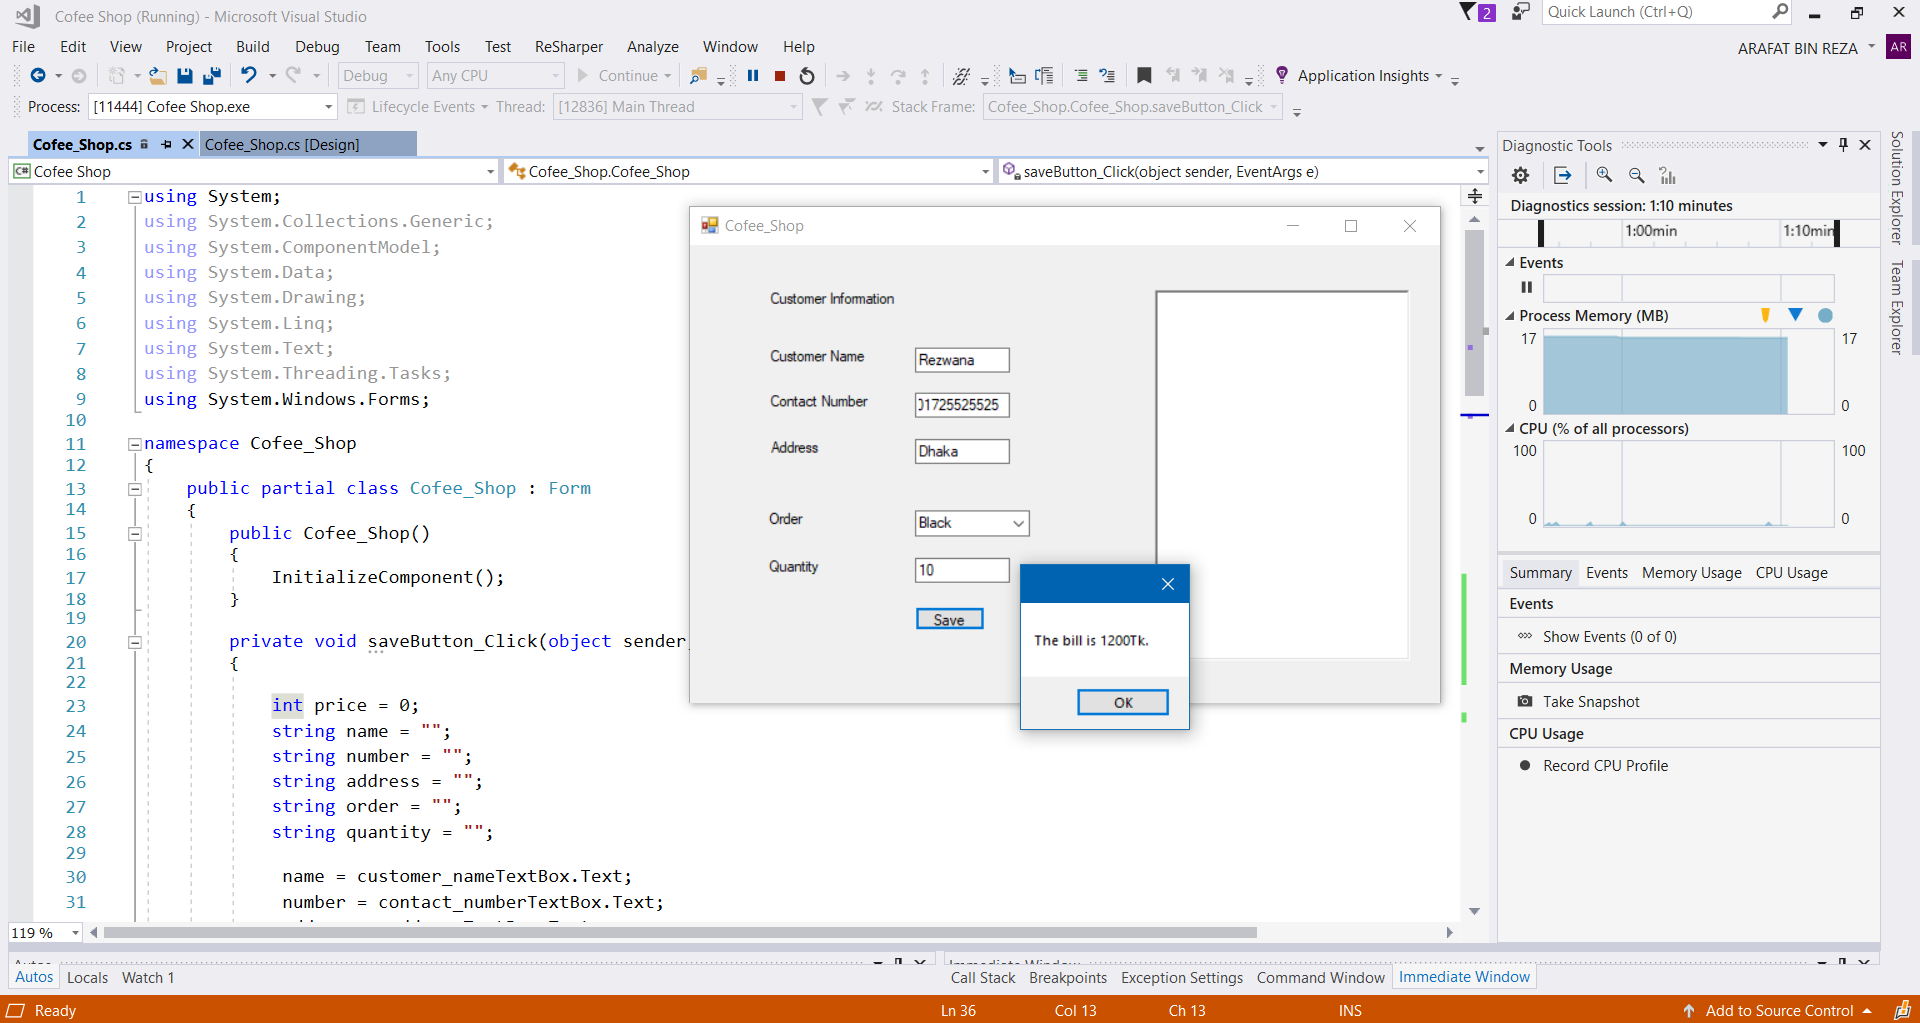 Cofee Shop (Running) - Microsoft Visual Studio
2
Quick Launch (Ctrl+Q)
File Edit View Project Build Debug Team Tools Test ReSharper Analyze Window Help
ARAFAT BIN REZA AR
Debug Any CPU Continue Application Insights
Process: [11444] Cofee Shop.exe Lifecycle Events Thread: [12836] Main Thread Stack Frame: Cofee_Shop.Cofee_Shop.saveButton_Click
Cofee_Shop.cs Cofee_Shop.cs [Design]
C# Cofee Shop Cofee_Shop.Cofee_Shop saveButton_Click(object sender, EventArgs e)
1 using System;
2 using System.Collections.Generic;
3 using System.ComponentModel;
4 using System.Data;
5 using System.Drawing;
6 using System.Linq;
7 using System.Text;
8 using System.Threading.Tasks;
9 using System.Windows.Forms;
10
11 namespace Cofee_Shop
12 {
13 public partial class Cofee_Shop : Form
14 {
15 public Cofee_Shop()
16 {
17 InitializeComponent();
18 }
19
20 private void saveButton_Click(object sender,
21 {
22
23 int price = 0;
24 string name = "";
25 string number = "";
26 string address = "";
27 string order = "";
28 string quantity = "";
29
30 name = customer_nameTextBox.Text;
31 number = contact_numberTextBox.Text;
119 %
Cofee_Shop
Customer Information
Customer Name Rezwana
Contact Number 01725525525
Address Dhaka
Order Black
Quantity 10
Save
The bill is 1200Tk.
OK
Diagnostic Tools
Diagnostics session: 1:10 minutes
1:00min 1:10min
Events
Process Memory (MB)
17 17
0 0
CPU (% of all processors)
100 100
0 0
Summary Events Memory Usage CPU Usage
Events
Show Events (0 of 0)
Memory Usage
Take Snapshot
CPU Usage
Record CPU Profile
Solution Explorer
Team Explorer
Autos Immediate Window
Autos Locals Watch 1
Call Stack Breakpoints Exception Settings Command Window Immediate Window
Ready Ln 36 Col 13 Ch 13 INS Add to Source Control